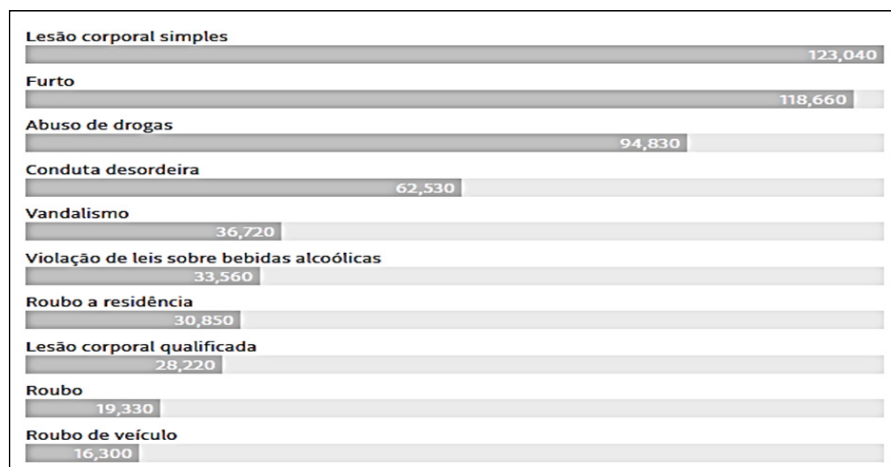 Lesão corporal simples
123,040
Furto
118,660
Abuso de drogas
94,830
Conduta desordeira
62,530
Vandalismo
36,720
Violação de leis sobre bebidas alcoólicas
33,560
Roubo a residência
30,850
Lesão corporal qualificada
28,220
Roubo
19,330
Roubo de veículo
16,300